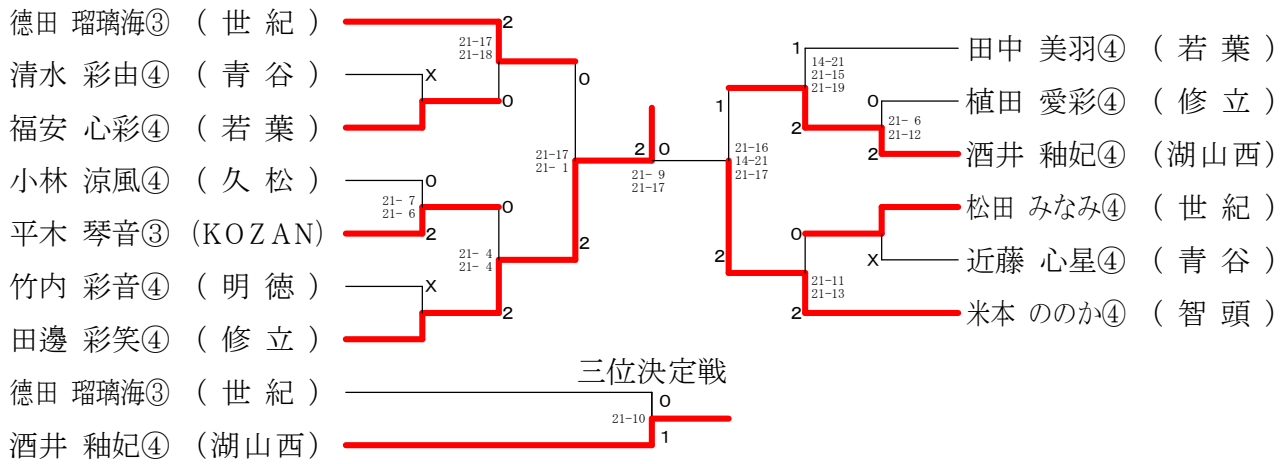 德田 瑠璃海③ ( 世 紀 )
清水 彩由④ ( 青 谷 )
福安 心彩④ ( 若 葉 )
小林 涼風④ ( 久 松 )
平木 琴音③ (KOZAN)
竹内 彩音④ ( 明 徳 )
田邊 彩笑④ ( 修 立 )
2
21-17
21-18
X
0
0
0
21- 7
21- 6
2
0
21- 4
21- 4
X
2
21-17
21- 1
2
2 0
21- 9
21-17
1
21-16
14-21
21-17
2
1
14-21
21-15
21-19
2
0
21- 6
21-12
2
0
X
21-11
21-13
2
田中 美羽④ ( 若 葉 )
植田 愛彩④ ( 修 立 )
酒井 釉妃④ (湖山西)
松田 みなみ④ ( 世 紀 )
近藤 心星④ ( 青 谷 )
米本 ののか④ ( 智 頭 )
三位決定戦
德田 瑠璃海③ ( 世 紀 )
酒井 釉妃④ (湖山西)
0
21-10
1